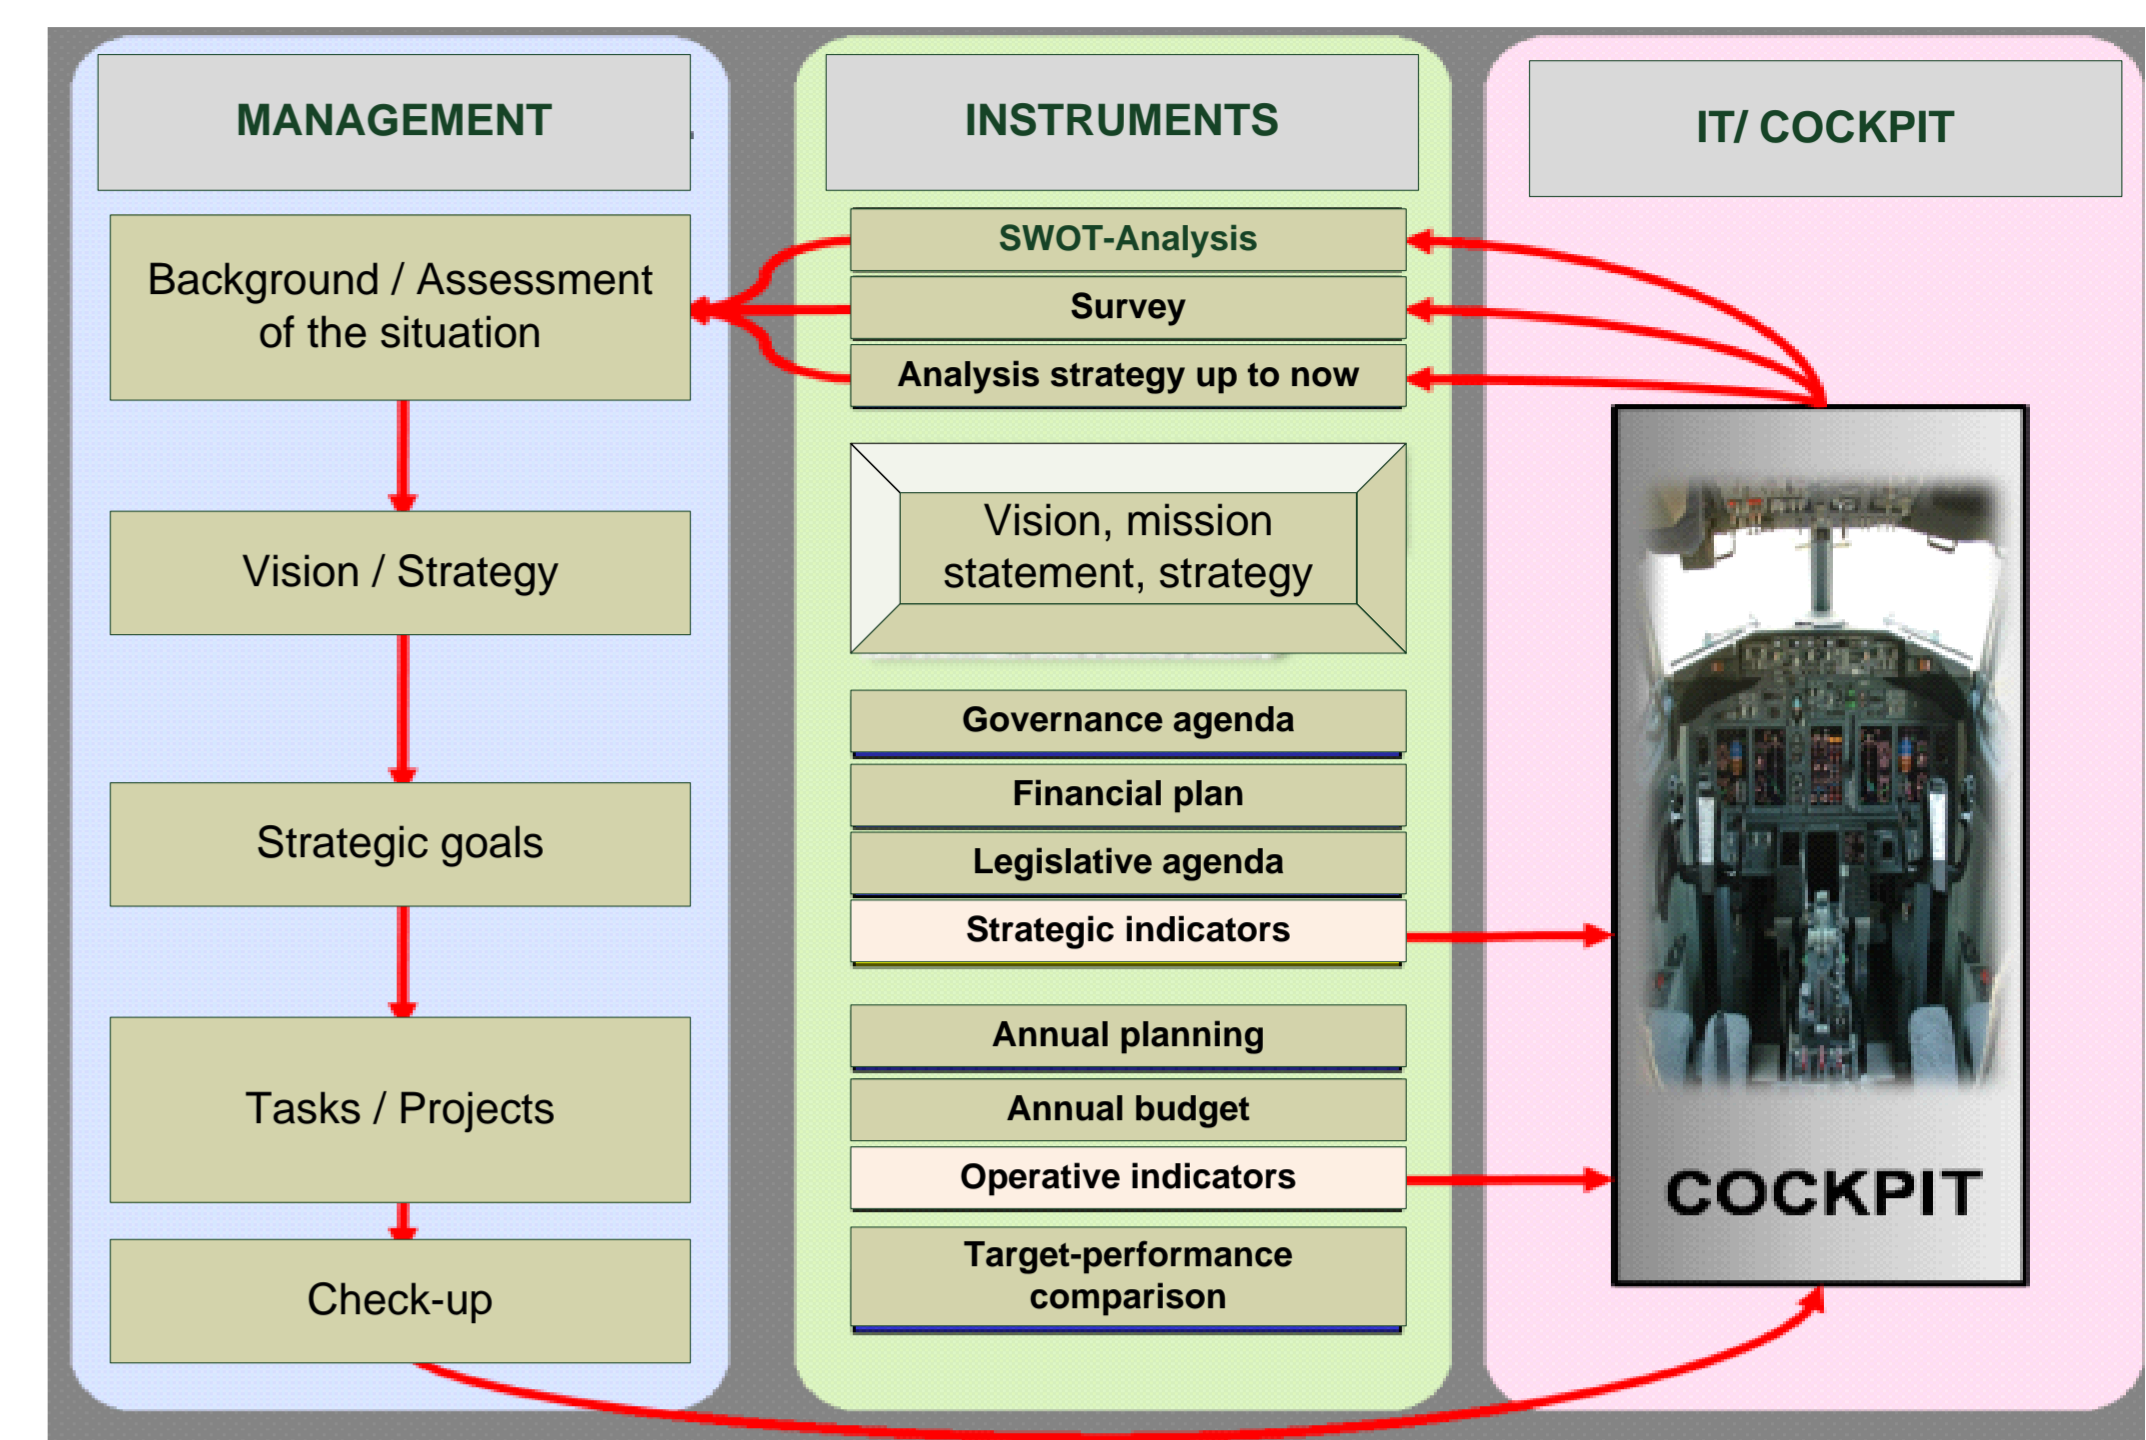 MANAGEMENT
Background / Assessment
of the situation
Vision / Strategy
Strategic goals
Tasks / Projects
Check-up
INSTRUMENTS
SWOT-Analysis
Survey
Analysis strategy up to now
Vision, mission
statement, strategy
Governance agenda
Financial plan
Legislative agenda
Strategic indicators
Annual planning
Annual budget
Operative indicators
Target-performance
comparison
IT/ COCKPIT
COCKPIT